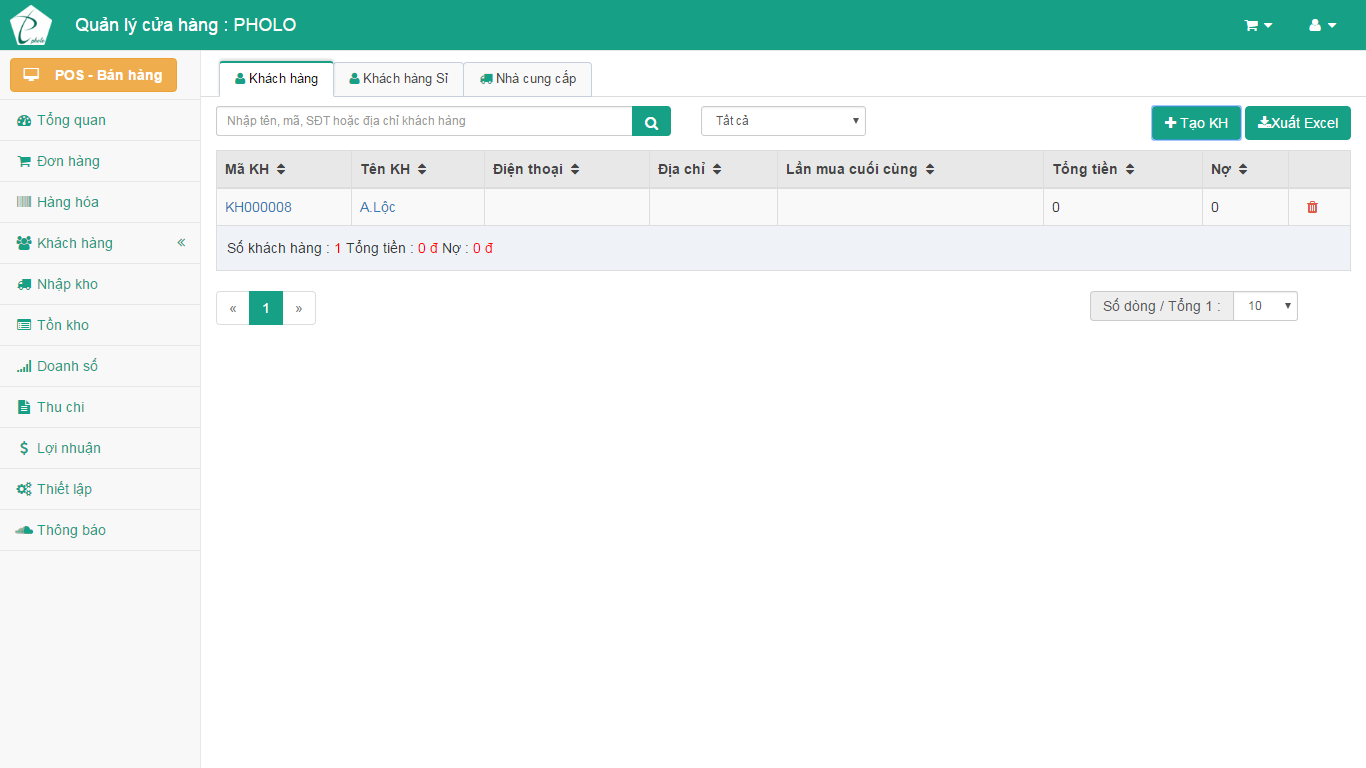 pholo
Quản lý cửa hàng : PHOLO
POS - Bán hàng
Tổng quan
Đơn hàng
Hàng hóa
Khách hàng «
Nhập kho
Tồn kho
Doanh số
Thu chi
Lợi nhuận
Thiết lập
Thông báo
Khách hàng Khách hàng Sỉ Nhà cung cấp
Nhập tên, mã, SĐT hoặc địa chỉ khách hàng Tất cả Tạo KH Xuất Excel
Mã KH Tên KH Điện thoại Địa chỉ Lần mua cuối cùng Tổng tiền Nợ
KH000008 A.Lộc 0 0
Số khách hàng : 1 Tổng tiền : 0 đ Nợ : 0 đ
« 1 » Số dòng / Tổng 1 : 10